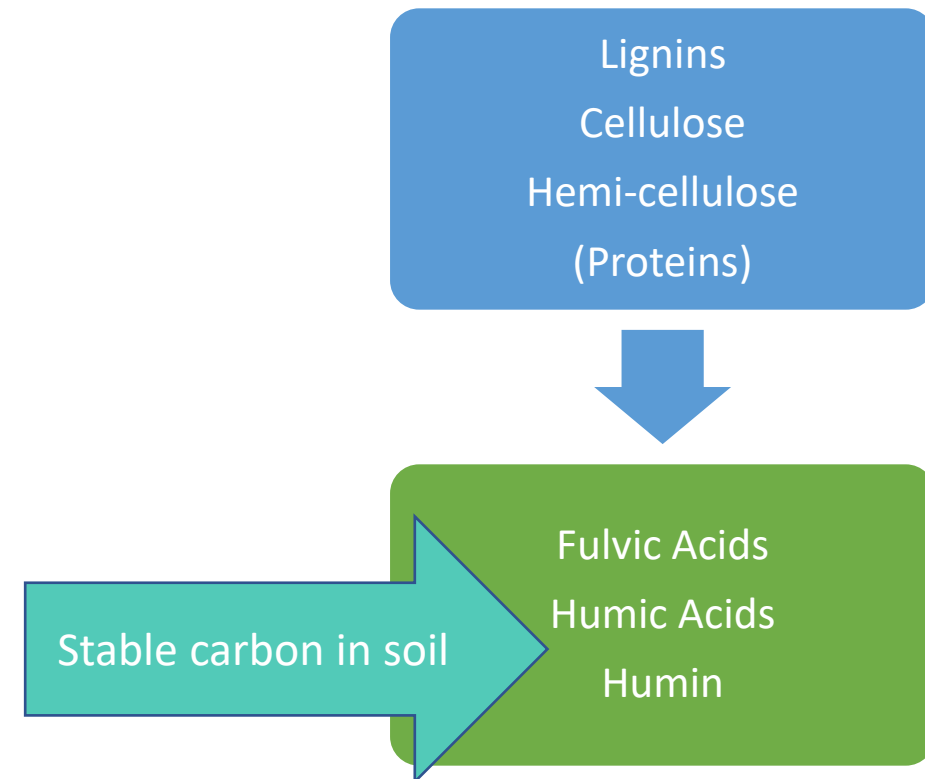 Lignins
Cellulose
Hemi-cellulose
(Proteins)
Fulvic Acids
Humic Acids
Humin
Stable carbon in soil